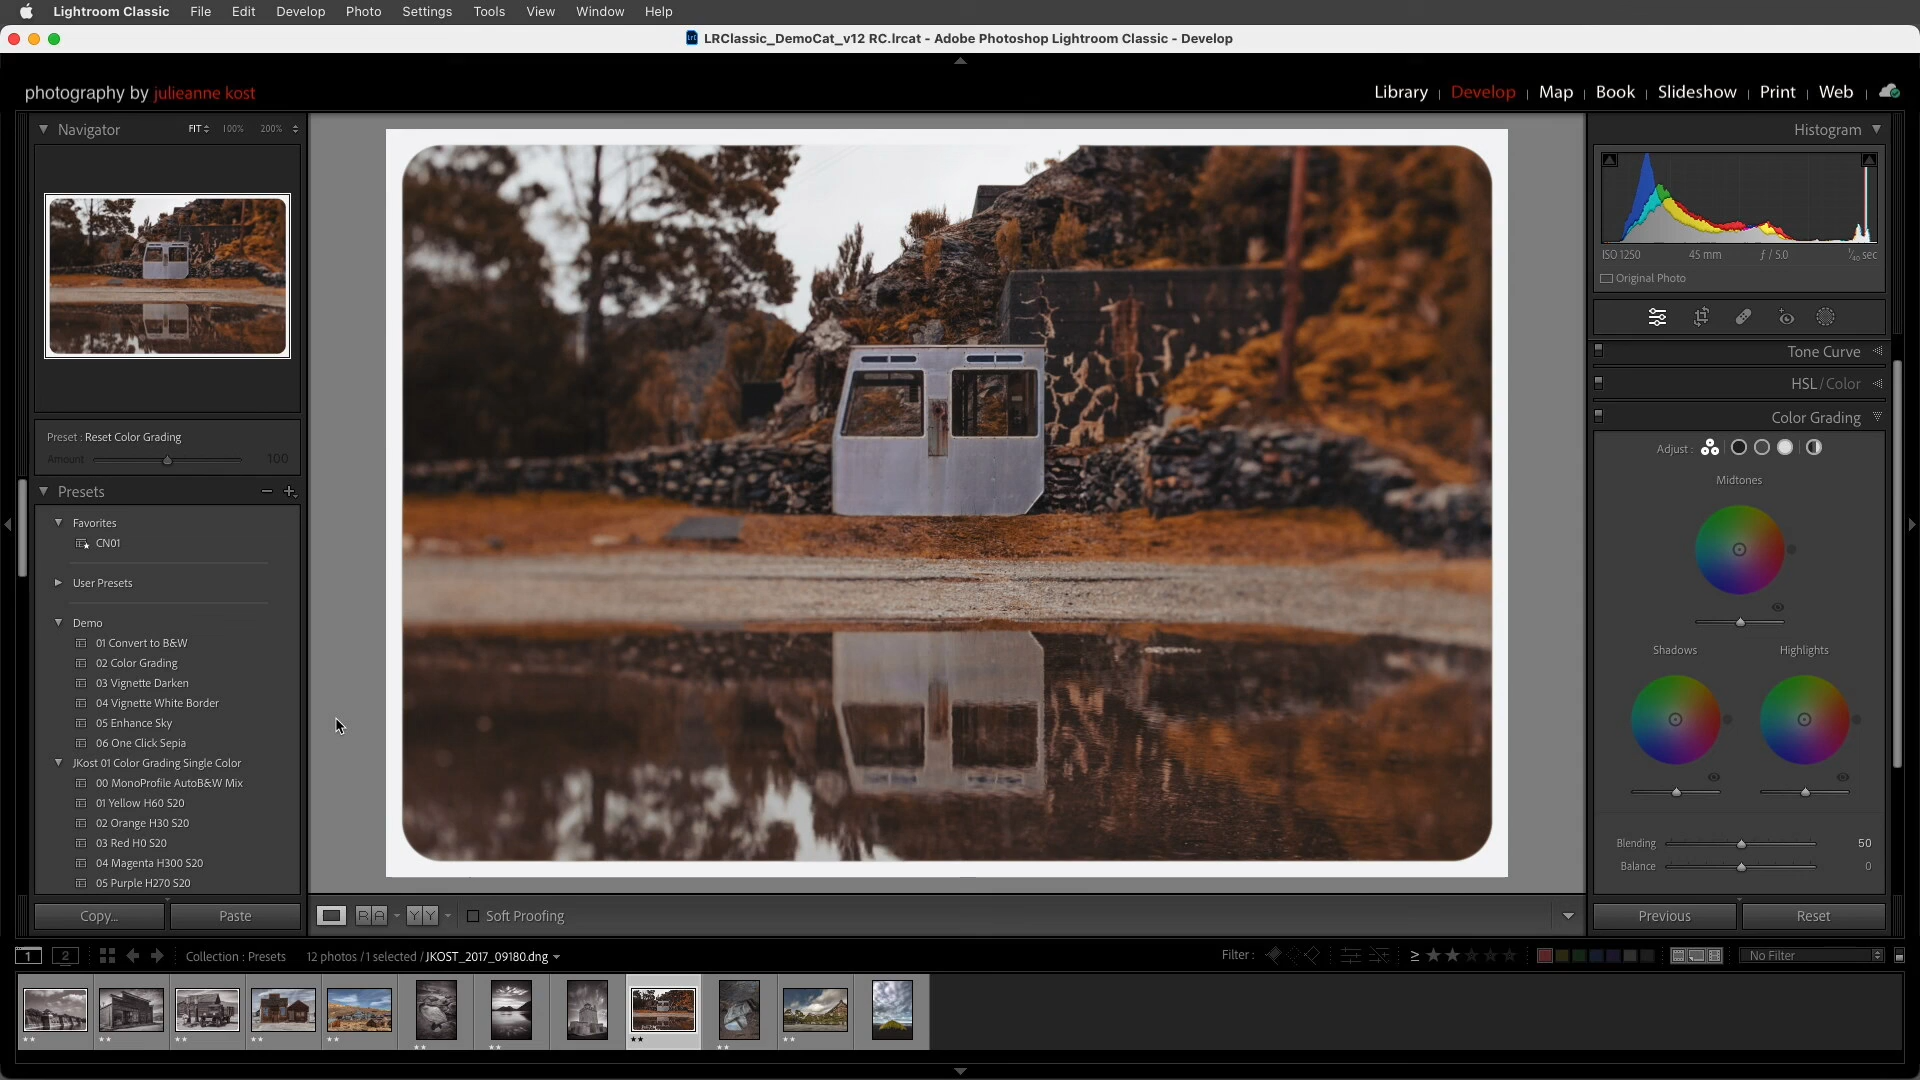 Lightroom Classic File Edit Develop Photo Settings Tools View Window Help
LRClassic_DemoCat_v12 RC.lrcat - Adobe Photoshop Lightroom Classic - Develop
photography by julieanne kost
Library | Develop | Map | Book | Slideshow | Print | Web |
Navigator FIT 100% 200%
Preset : Reset Color Grading
Amount 100
Presets
Favorites
CN01
User Presets
Demo
01 Convert to B&W
02 Color Grading
03 Vignette Darken
04 Vignette White Border
05 Enhance Sky
06 One Click Sepia
JKost 01 Color Grading Single Color
00 MonoProfile AutoB&W Mix
01 Yellow H60 S20
02 Orange H30 S20
03 Red H0 S20
04 Magenta H300 S20
05 Purple H270 S20
Copy... Paste
R A Y Y Soft Proofing
Histogram
ISO 1250 45 mm ƒ / 5.0 1/40 sec
Original Photo
Tone Curve
HSL / Color
Color Grading
Adjust :
Midtones
Shadows Highlights
Blending 50
Balance 0
Previous Reset
1 2 Collection : Presets 12 photos / 1 selected / JKOST_2017_09180.dng Filter : ≥ No Filter